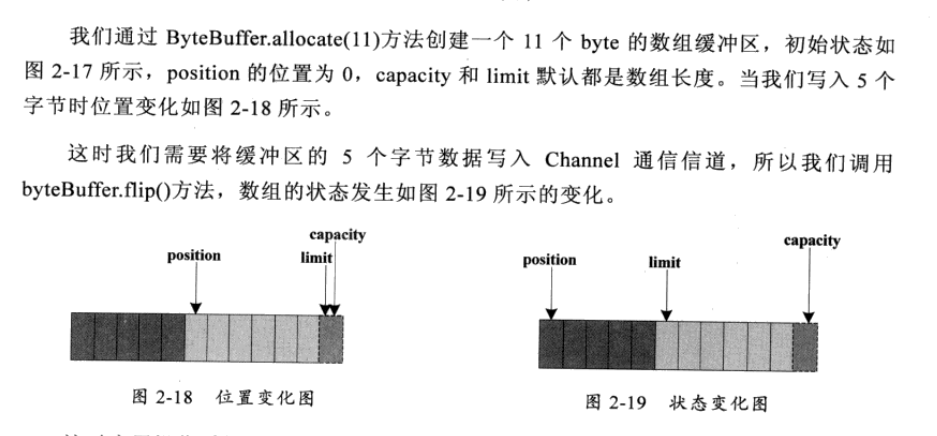 我们通过 ByteBuffer.allocate(11)方法创建一个 11 个 byte 的数组缓冲区，初始状态如
图 2-17 所示，position 的位置为 0，capacity 和 limit 默认都是数组长度。当我们写入 5 个
字节时位置变化如图 2-18 所示。
这时我们需要将缓冲区的 5 个字节数据写入 Channel 通信信道，所以我们调用
byteBuffer.flip()方法，数组的状态发生如图 2-19 所示的变化。
capacity
position
limit
图 2-18 位置变化图
capacity
position
limit
图 2-19 状态变化图